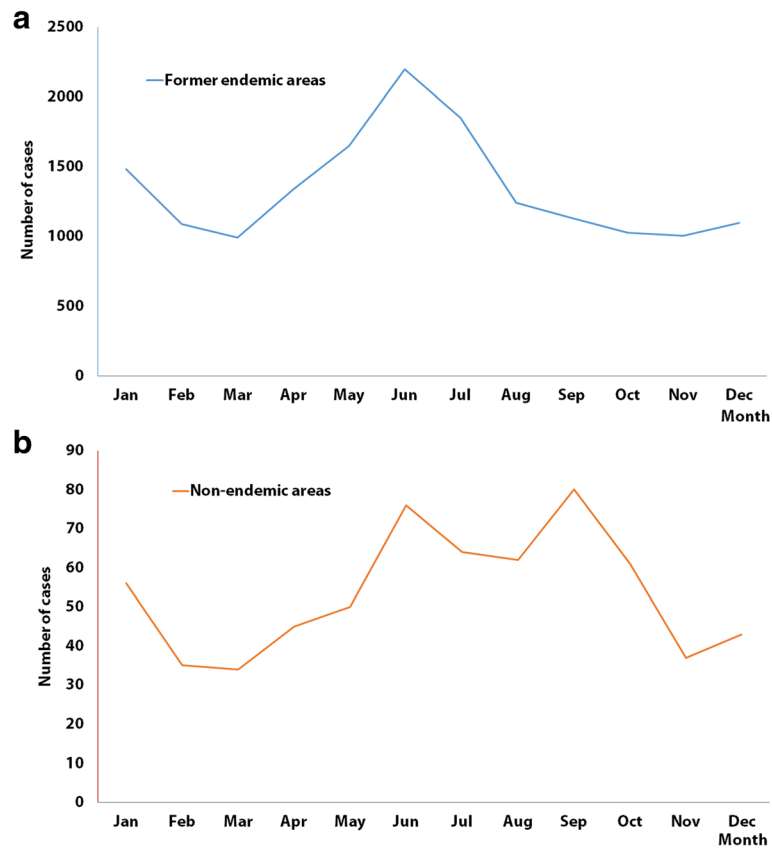 a
2500
2000
1500
1000
500
0
Number of cases
Former endemic areas
Jan Feb Mar Apr May Jun Jul Aug Sep Oct Nov Dec
Month
b
90
80
70
60
50
40
30
20
10
0
Number of cases
Non-endemic areas
Jan Feb Mar Apr May Jun Jul Aug Sep Oct Nov Dec
Month